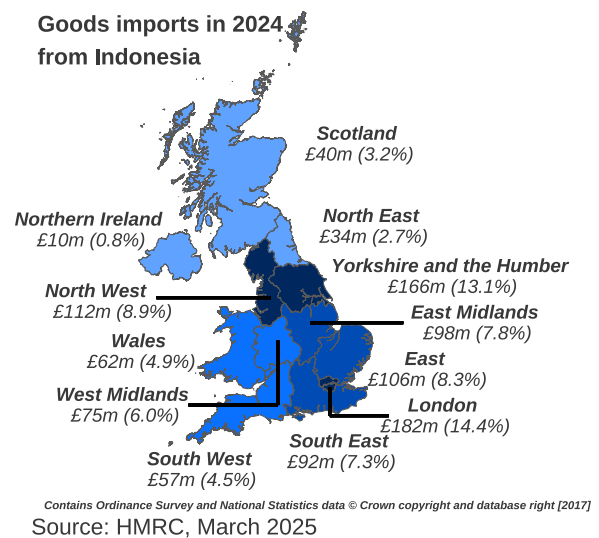 Goods imports in 2024
from Indonesia
Scotland
£40m (3.2%)
Northern Ireland
£10m (0.8%)
North East
£34m (2.7%)
Yorkshire and the Humber
£166m (13.1%)
North West
£112m (8.9%)
East Midlands
£98m (7.8%)
Wales
£62m (4.9%)
East
£106m (8.3%)
West Midlands
£75m (6.0%)
London
£182m (14.4%)
South East
£92m (7.3%)
South West
£57m (4.5%)
Contains Ordinance Survey and National Statistics data © Crown copyright and database right [2017]
Source: HMRC, March 2025